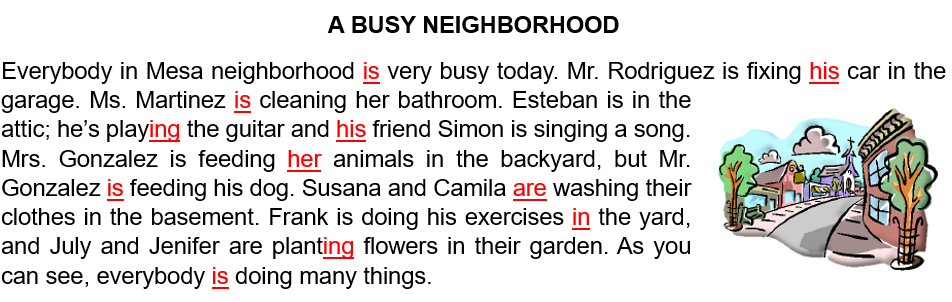 A BUSY NEIGHBORHOOD
Everybody in Mesa neighborhood is very busy today. Mr. Rodriguez is fixing his car in the
garage. Ms. Martinez is cleaning her bathroom. Esteban is in the
attic; he’s playing the guitar and his friend Simon is singing a song.
Mrs. Gonzalez is feeding her animals in the backyard, but Mr.
Gonzalez is feeding his dog. Susana and Camila are washing their
clothes in the basement. Frank is doing his exercises in the yard,
and July and Jenifer are planting flowers in their garden. As you
can see, everybody is doing many things.